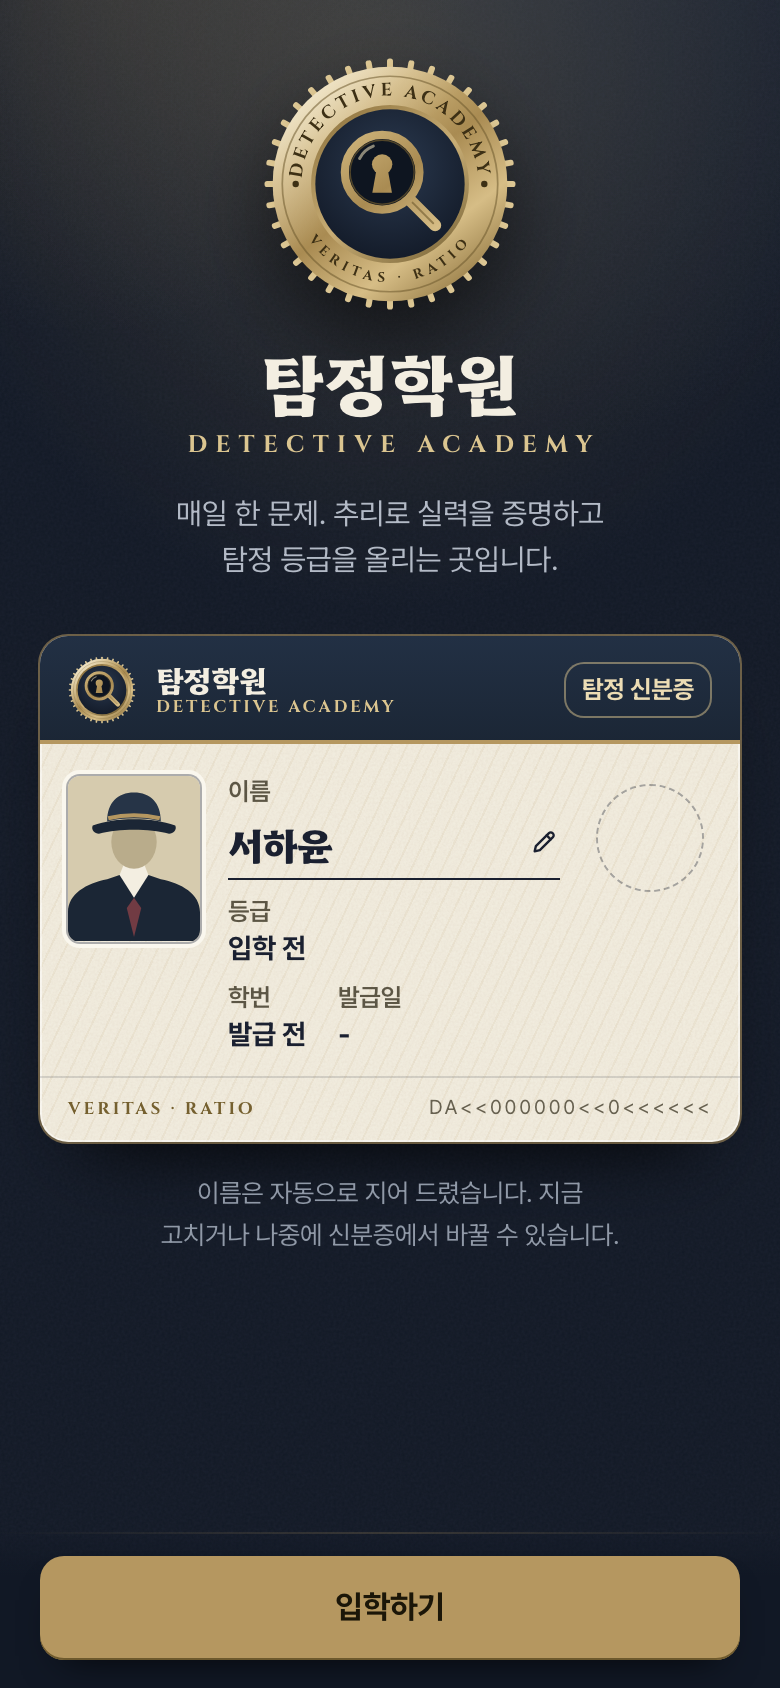 DETECTIVE ACADEMY
VERITAS · RATIO
탐정학원
DETECTIVE ACADEMY
매일 한 문제. 추리로 실력을 증명하고
탐정 등급을 올리는 곳입니다.
탐정학원
DETECTIVE ACADEMY
탐정 신분증
이름
서하윤
등급
입학 전
학번 발급일
발급 전 -
VERITAS · RATIO DA<<000000<<0<<<<<<
이름은 자동으로 지어 드렸습니다. 지금
고치거나 나중에 신분증에서 바꿀 수 있습니다.
입학하기